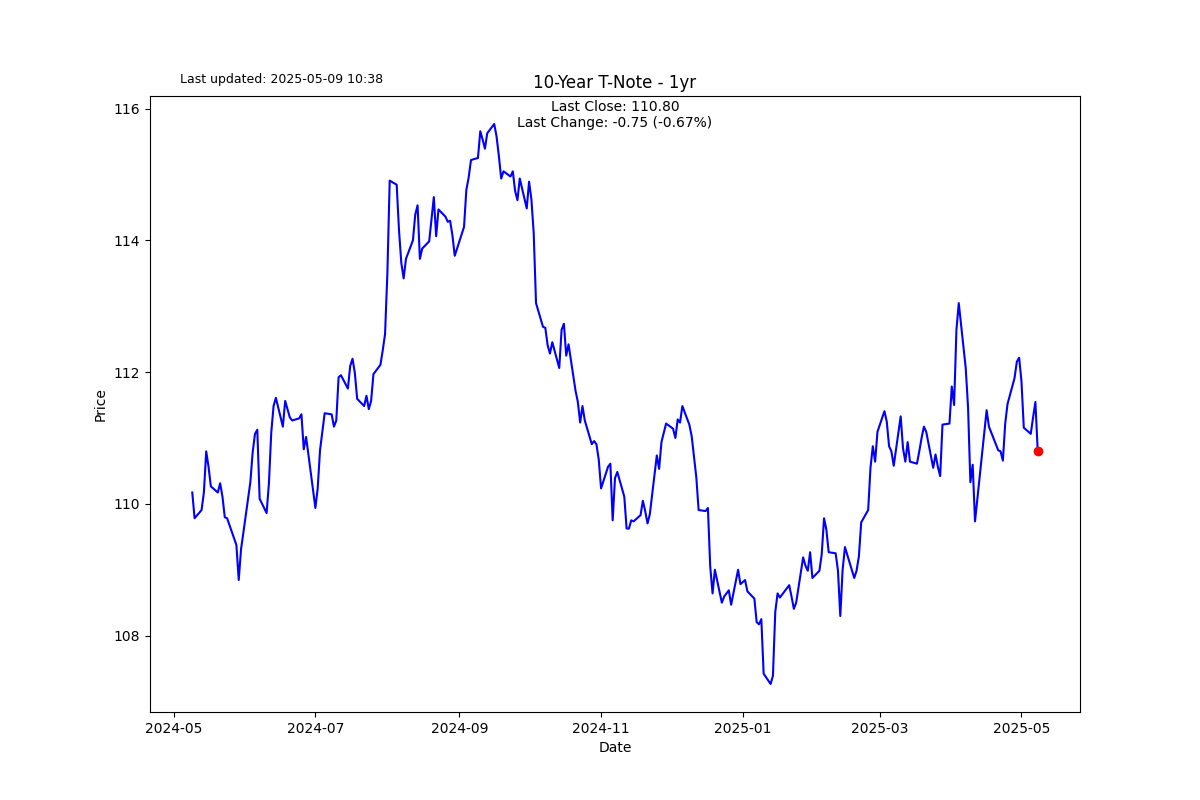 Last updated: 2025-05-09 10:38
10-Year T-Note - 1yr
Last Close: 110.80
Last Change: -0.75 (-0.67%)
Price
116
114
112
110
108
2024-05 2024-07 2024-09 2024-11 2025-01 2025-03 2025-05
Date